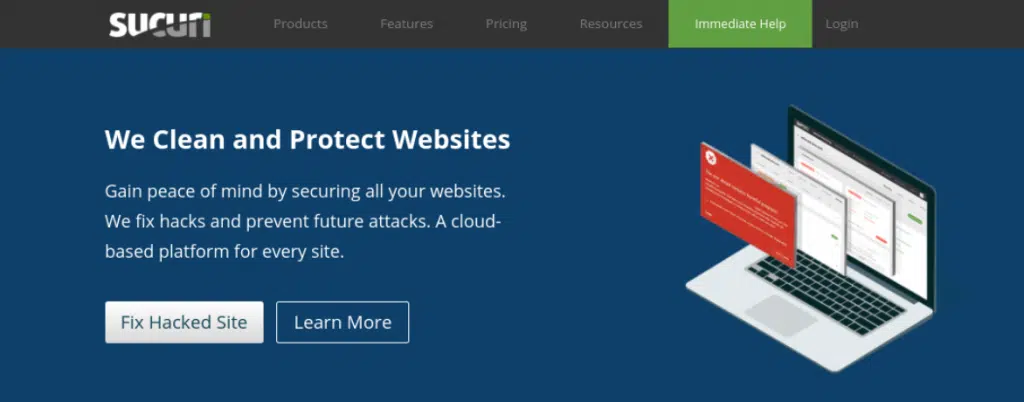 sucuri
Products
Features
Pricing
Resources
Immediate Help
Login
We Clean and Protect Websites
Gain peace of mind by securing all your websites.
We fix hacks and prevent future attacks. A cloud-
based platform for every site.
Fix Hacked Site
Learn More